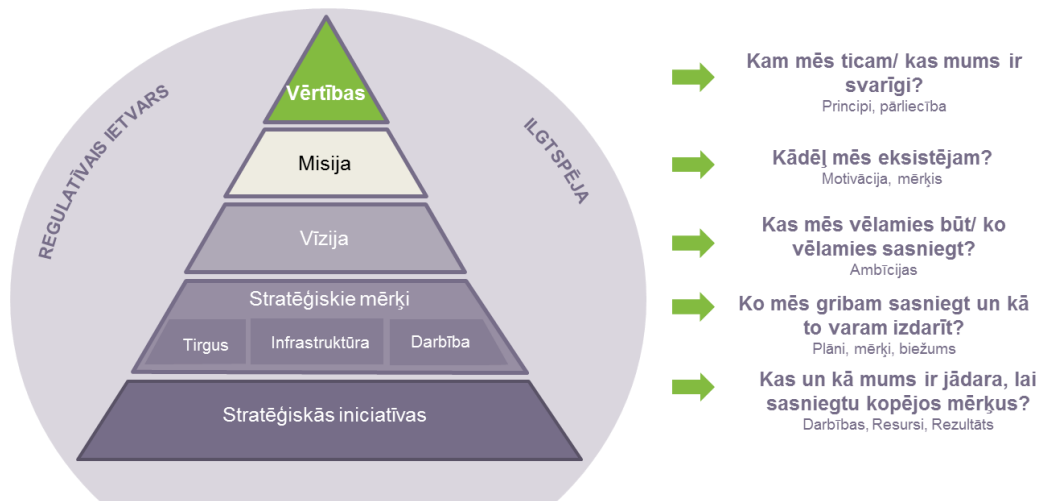 REGULATĪVAIS IETVARS
ILGTSPĒJA
Vērtības
Misija
Vīzija
Stratēģiskie mērķi
Tirgus
Infrastruktūra
Darbība
Stratēģiskās iniciatīvas
Kam mēs ticam/ kas mums ir
svarīgi?
Principi, pārliecība
Kādēļ mēs eksistējam?
Motivācija, mērķis
Kas mēs vēlamies būt/ ko
vēlamies sasniegt?
Ambīcijas
Ko mēs gribam sasniegt un kā
to varam izdarīt?
Plāni, mērķi, biežums
Kas un kā mums ir jādara, lai
sasniegtu kopējos mērķus?
Darbības, Resursi, Rezultāts